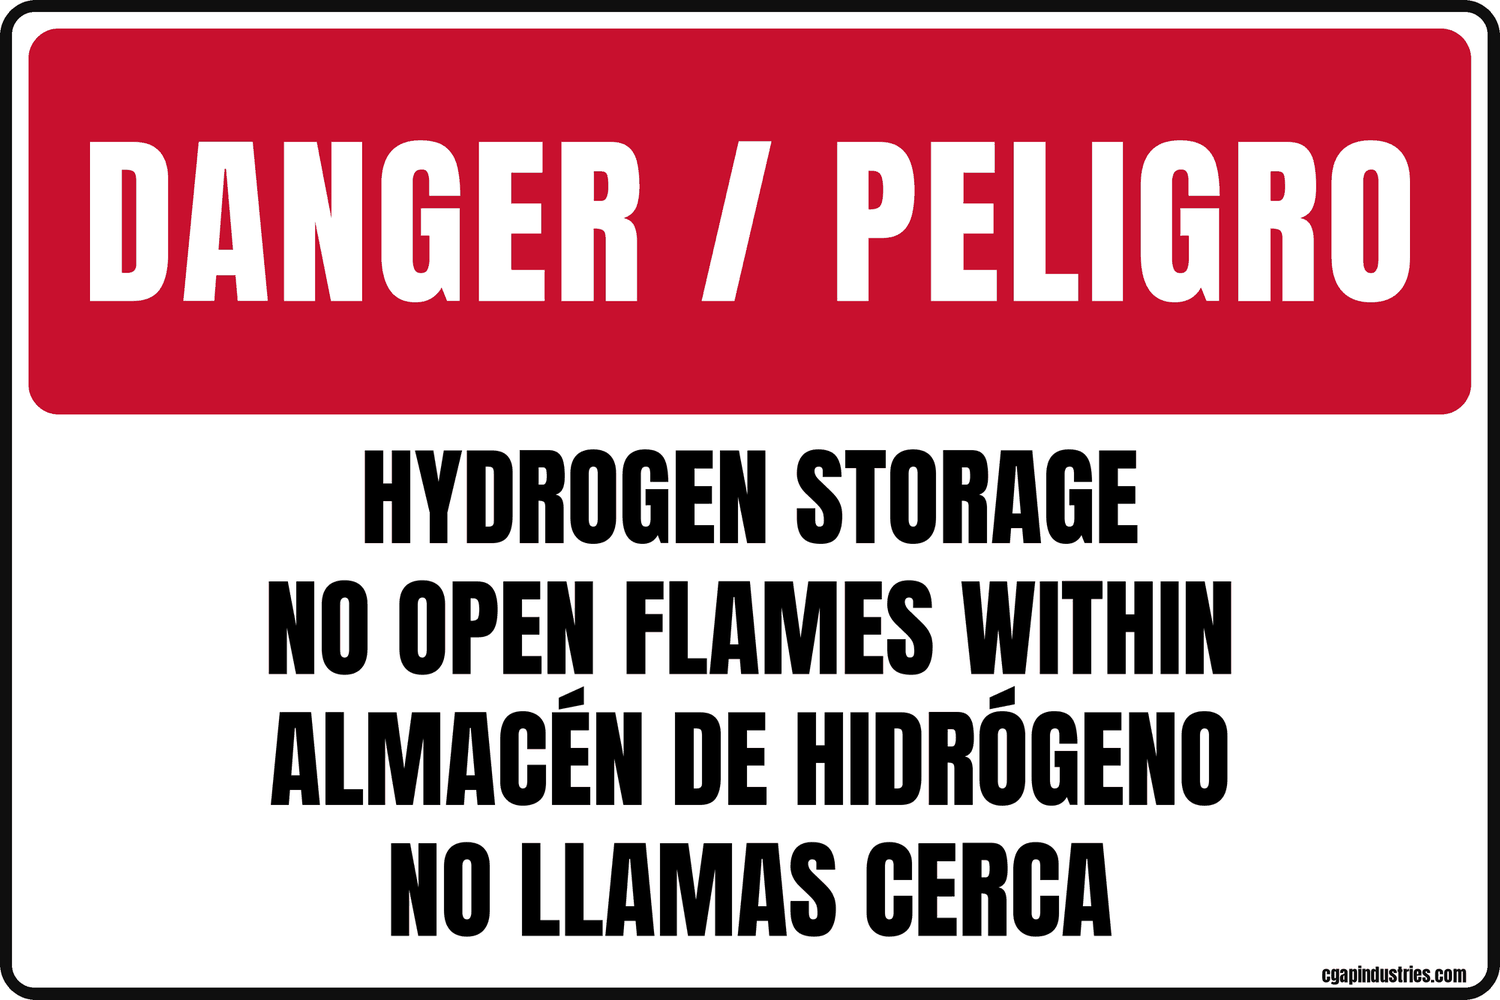 DANGER / PELIGRO
HYDROGEN STORAGE
NO OPEN FLAMES WITHIN
ALMACÉN DE HIDRÓGENO
NO LLAMAS CERCA
cgapindustries.com